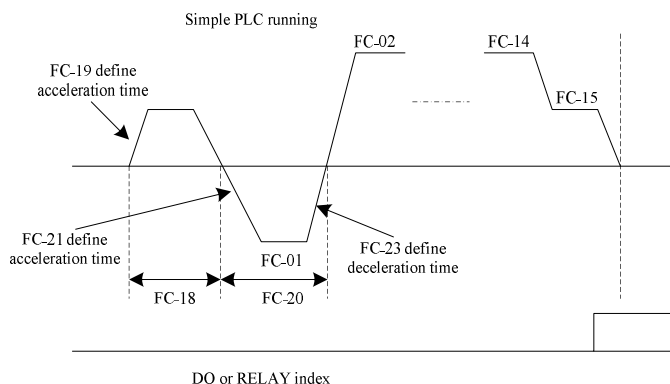 Simple PLC running
FC-02
FC-14
FC-19 define
acceleration time
FC-15
FC-21 define
acceleration time
FC-01
FC-23 define
deceleration time
FC-18
FC-20
DO or RELAY index